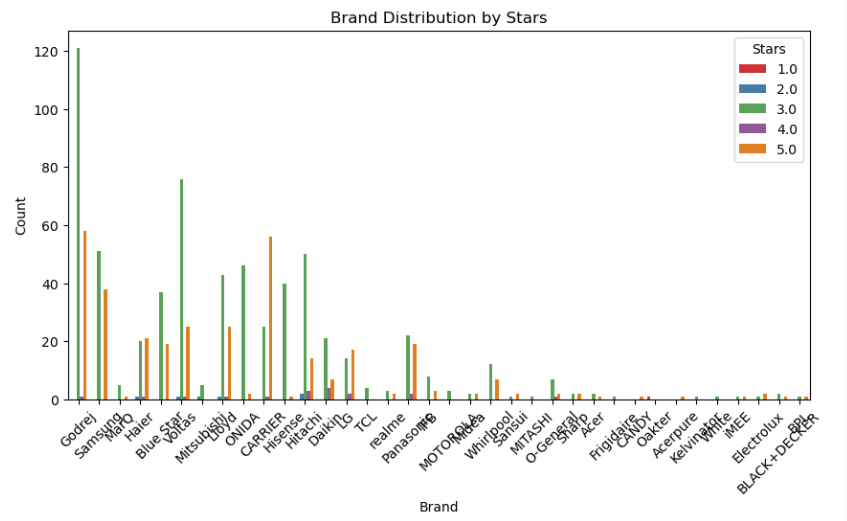 Brand Distribution by Stars
Stars
1.0
2.0
3.0
4.0
5.0
120
100
80
60
40
20
0
Count
Godrej
Samsung
MarQ
Haier
Blue Star
Voltas
Mitsubishi
Lloyd
ONIDA
CARRIER
Hisense
Hitachi
Daikin
LG
TCL
realme
Panasonic
IFB
MOTOROLA
Midea
Whirlpool
Sansui
MITASHI
O-General
Sharp
Acer
Frigidaire
CANDY
Oakter
Acerpure
Kelvinator
White
iMEE
Electrolux
BLACK+DECKER
BPL
Brand